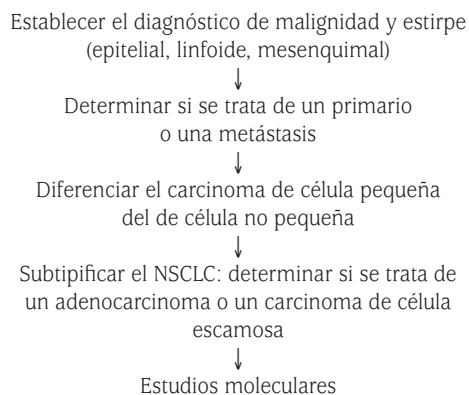 Establecer el diagnóstico de malignidad y estirpe
(epitelial, linfoide, mesenquimal)
↓
Determinar si se trata de un primario
o una metástasis
↓
Diferenciar el carcinoma de célula pequeña
del de célula no pequeña
↓
Subtipificar el NSCLC: determinar si se trata de
un adenocarcinoma o un carcinoma de célula
escamosa
↓
Estudios moleculares